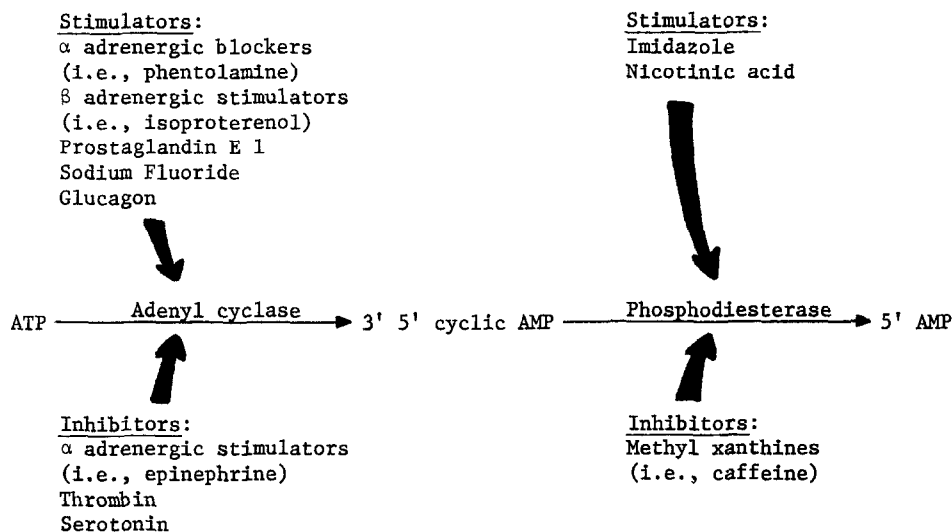 Stimulators:
α adrenergic blockers
(i.e., phentolamine)
β adrenergic stimulators
(i.e., isoproterenol)
Prostaglandin E 1
Sodium Fluoride
Glucagon
Stimulators:
Imidazole
Nicotinic acid
ATP Adenyl cyclase 3' 5' cyclic AMP Phosphodiesterase 5' AMP
Inhibitors:
α adrenergic stimulators
(i.e., epinephrine)
Thrombin
Serotonin
Inhibitors:
Methyl xanthines
(i.e., caffeine)